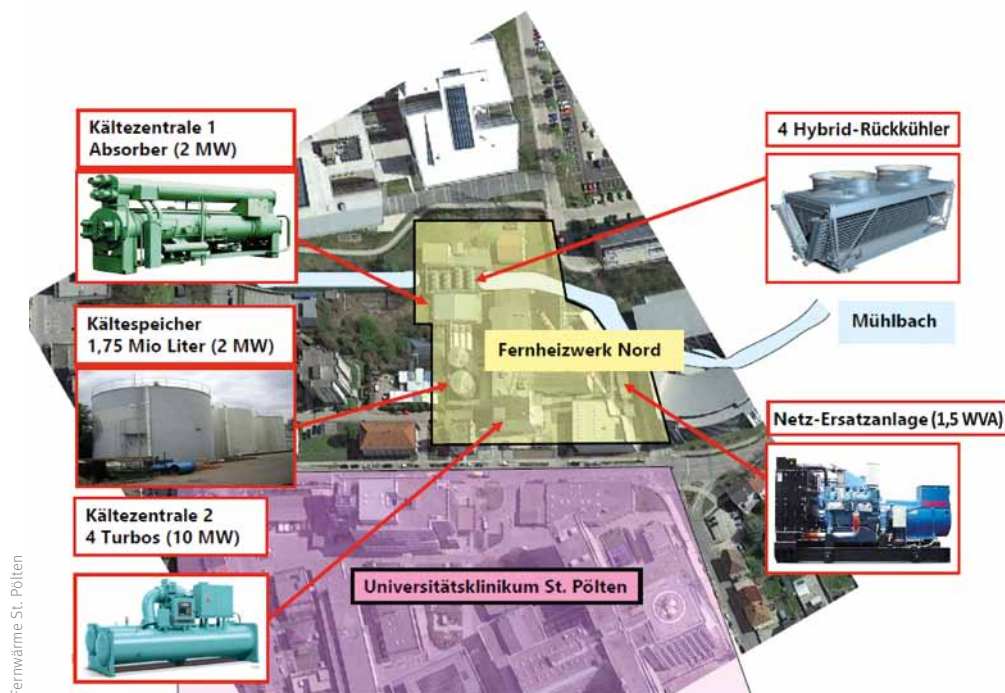 Kältezentrale 1
Absorber (2 MW)
4 Hybrid-Rückkühler
Kältespeicher
1,75 Mio Liter (2 MW)
Fernheizwerk Nord
Mühlbach
Netz-Ersatzanlage (1,5 WVA)
Kältezentrale 2
4 Turbos (10 MW)
Universitätsklinikum St. Pölten
Fernwärme St. Pölten